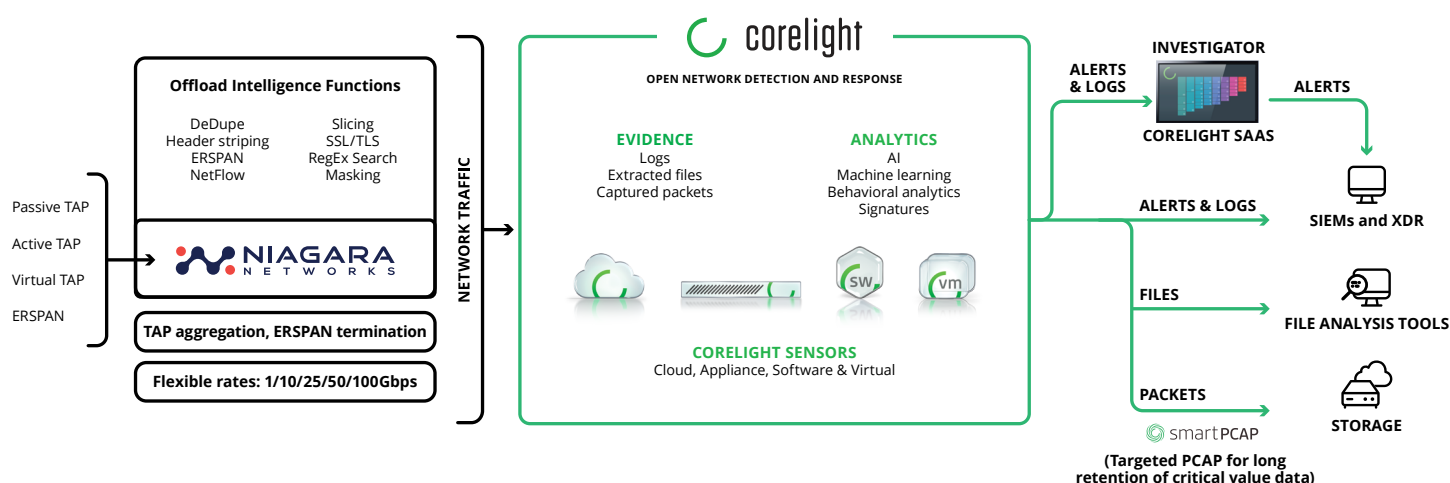 Passive TAP
Active TAP
Virtual TAP
ERSPAN
Offload Intelligence Functions
DeDupe
Header striping
ERSPAN
NetFlow
Slicing
SSL/TLS
RegEx Search
Masking
NIAGARA
NETWORKS
TAP aggregation, ERSPAN termination
Flexible rates: 1/10/25/50/100Gbps
NETWORK TRAFFIC
corelight
OPEN NETWORK DETECTION AND RESPONSE
EVIDENCE
Logs
Extracted files
Captured packets
ANALYTICS
AI
Machine learning
Behavioral analytics
Signatures
sw
vm
CORELIGHT SENSORS
Cloud, Appliance, Software & Virtual
ALERTS
& LOGS
INVESTIGATOR
CORELIGHT SAAS
ALERTS
ALERTS & LOGS
SIEMs and XDR
FILES
FILE ANALYSIS TOOLS
PACKETS
STORAGE
smartPCAP
(Targeted PCAP for long
retention of critical value data)